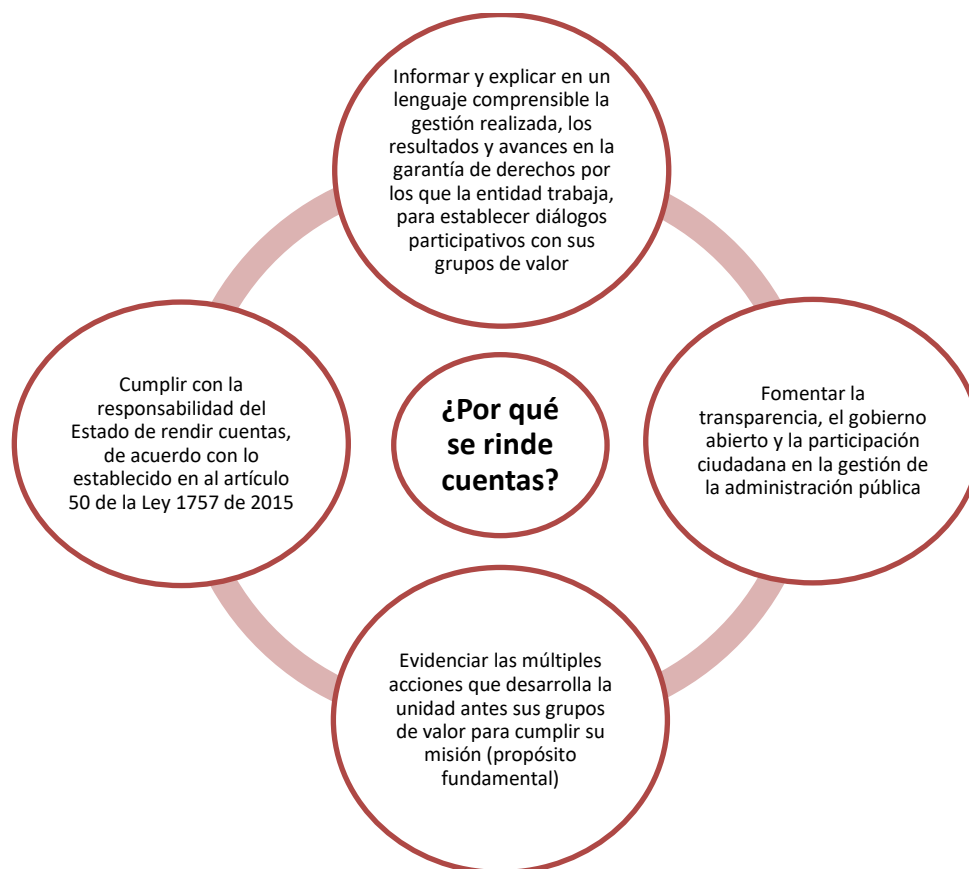 Informar y explicar en un
lenguaje comprensible la
gestión realizada, los
resultados y avances en la
garantía de derechos por
los que la entidad trabaja,
para establecer diálogos
participativos con sus
grupos de valor
Cumplir con la
responsabilidad del
Estado de rendir cuentas,
de acuerdo con lo
establecido en al artículo
50 de la Ley 1757 de 2015
¿Por qué
se rinde
cuentas?
Fomentar la
transparencia, el gobierno
abierto y la participación
ciudadana en la gestión de
la administración pública
Evidenciar las múltiples
acciones que desarrolla la
unidad antes sus grupos
de valor para cumplir su
misión (propósito
fundamental)